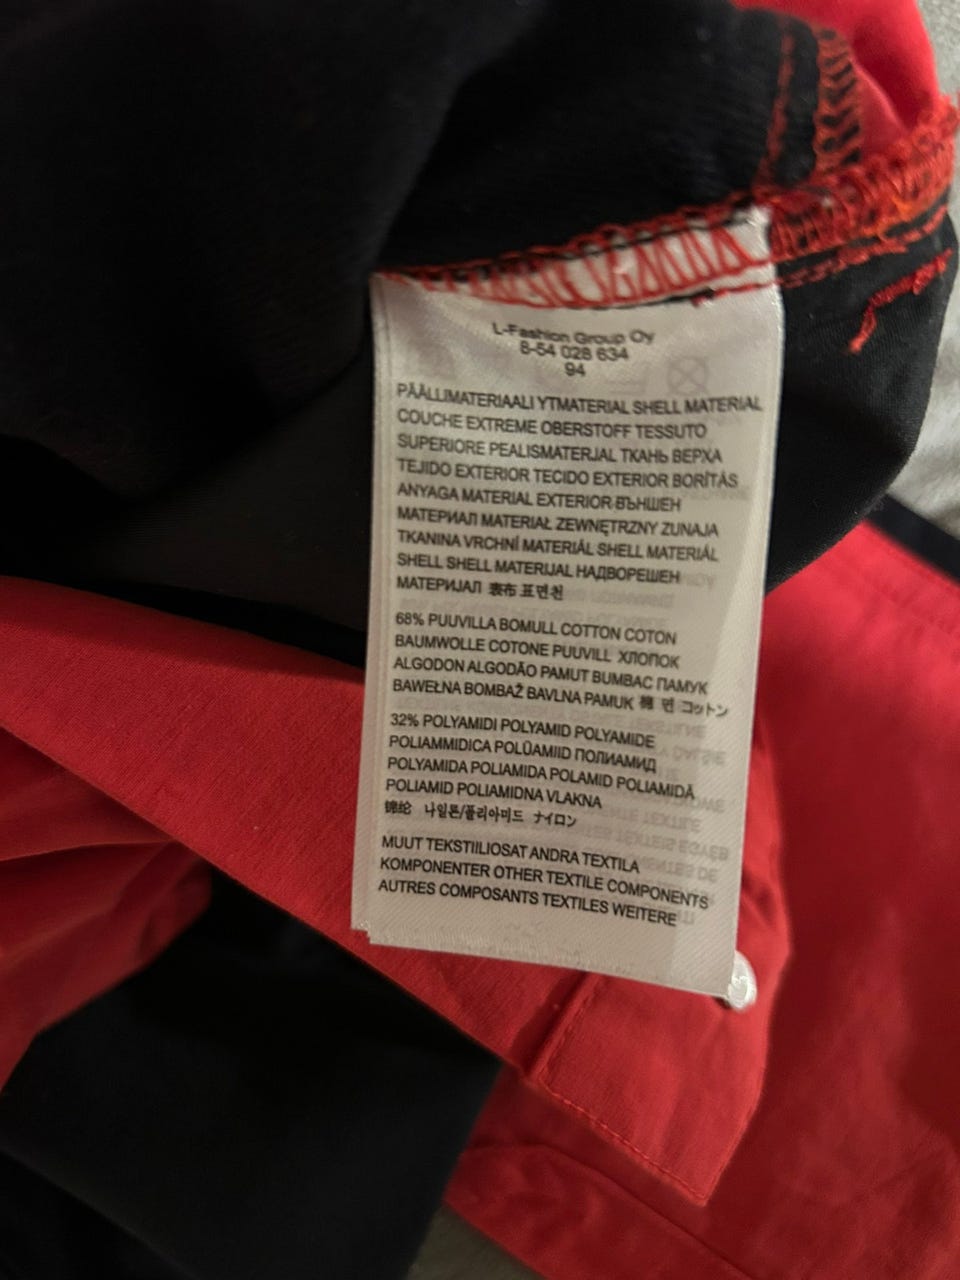 L-Fashion Group Oy
8-54 028 634
94
PÄÄLLIMATERIAALI YTMATERIAL SHELL MATERIAL
COUCHE EXTREME OBERSTOFF TESSUTO
SUPERIORE PEALISMATERJAL ТКАНЬ ВЕРХА
TEJIDO EXTERIOR TECIDO EXTERIOR BORÍTÁS
ANYAGA MATERIAL EXTERIOR ВЪНШЕН
МАТЕРИАЛ MATERIAŁ ZEWNĘTRZNY ZUNAJA
TKANINA VRCHNÍ MATERIÁL SHELL MATERIÁL
SHELL SHELL MATERIJAL НАДВОРЕШЕН
МАТЕРИЈАЛ 表布 표면천
68% PUUVILLA BOMULL COTTON COTON
BAUMWOLLE COTONE PUUVILL ХЛОПОК
ALGODON ALGODÃO PAMUT BUMBAC ПАМУК
BAWEŁNA BOMBAŽ BAVLNA PAMUK 棉 면 コットン
32% POLYAMIDI POLYAMID POLYAMIDE
POLIAMMIDICA POLÜAMIID ПОЛИАМИД
POLYAMIDA POLIAMIDA POLAMID POLIAMIDĂ
POLIAMID POLIAMIDNA VLAKNA
锦纶 나일론/폴리아미드 ナイロン
MUUT TEKSTIILIOSAT ANDRA TEXTILA
KOMPONENTER OTHER TEXTILE COMPONENTS
AUTRES COMPOSANTS TEXTILES WEITERE